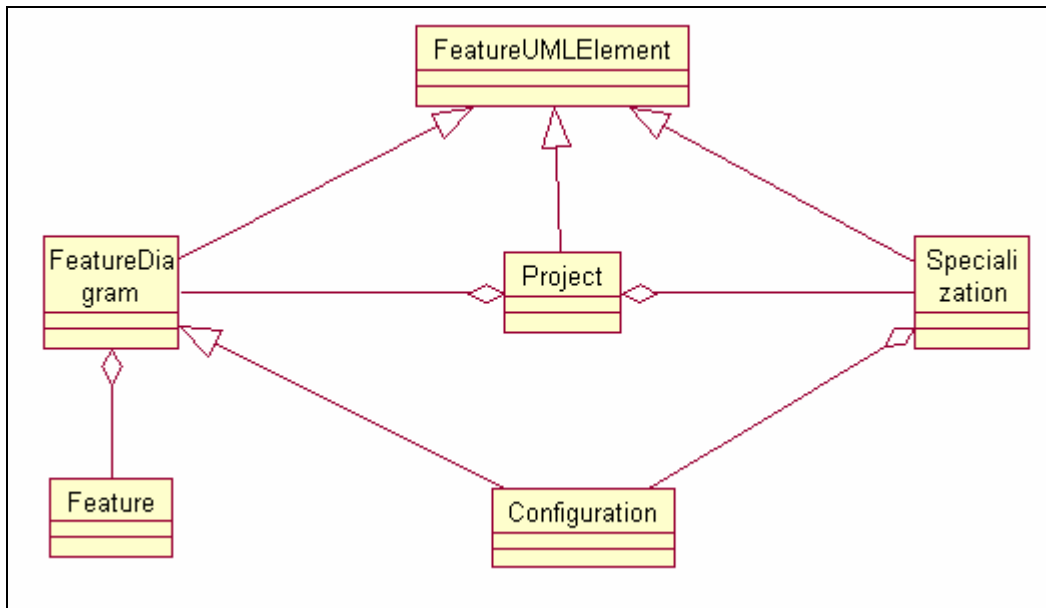 FeatureUMLElement
FeatureDia
gram
Project
Speciali
zation
Feature
Configuration